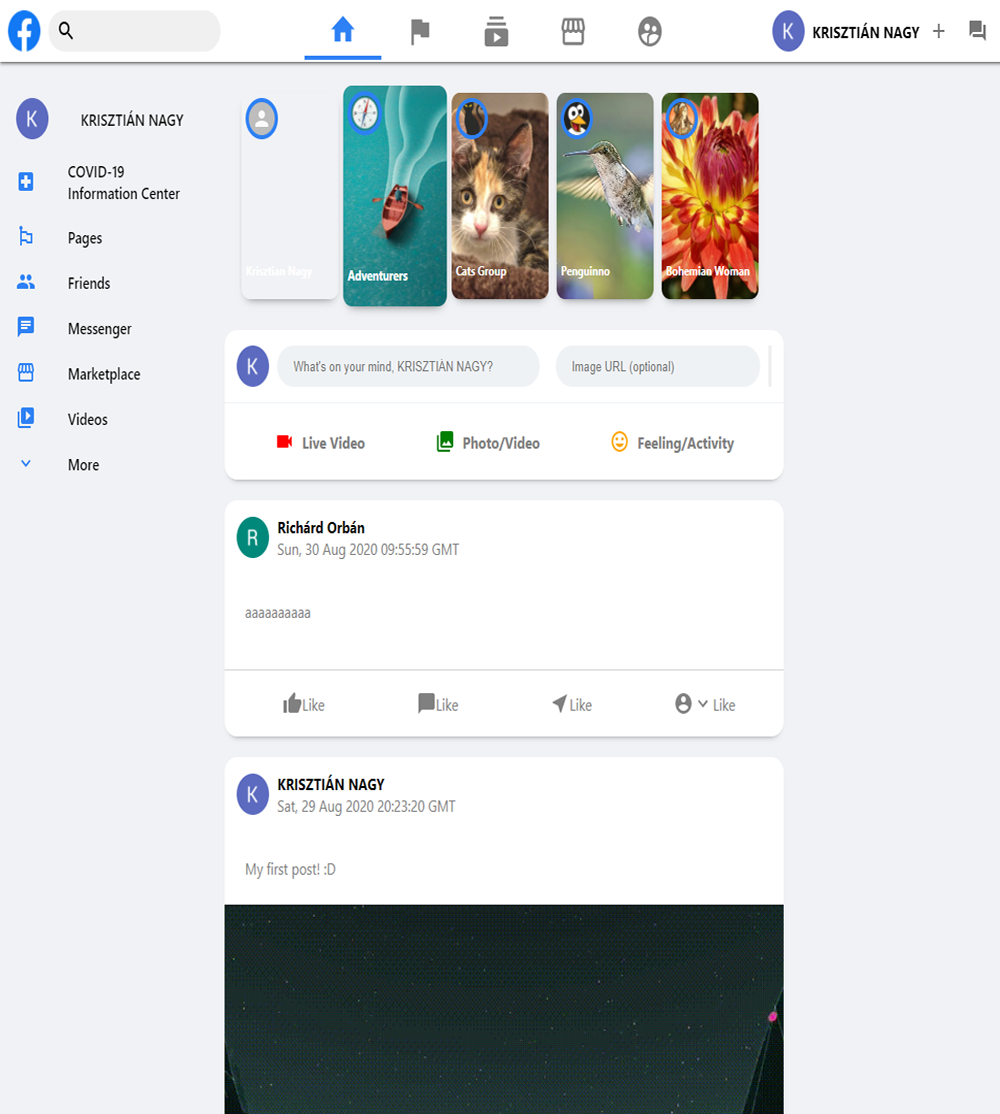 K KRISZTIÁN NAGY
K KRISZTIÁN NAGY
COVID-19
Information Center
Pages
Friends
Messenger
Marketplace
Videos
More
Krisztian Nagy
Adventurers
Cats Group
Penguinno
Bohemian Woman
K What's on your mind, KRISZTIÁN NAGY? Image URL (optional)
Live Video Photo/Video Feeling/Activity
R Richárd Orbán
Sun, 30 Aug 2020 09:55:59 GMT
aaaaaaaaaa
Like Like Like Like
K KRISZTIÁN NAGY
Sat, 29 Aug 2020 20:23:20 GMT
My first post! :D